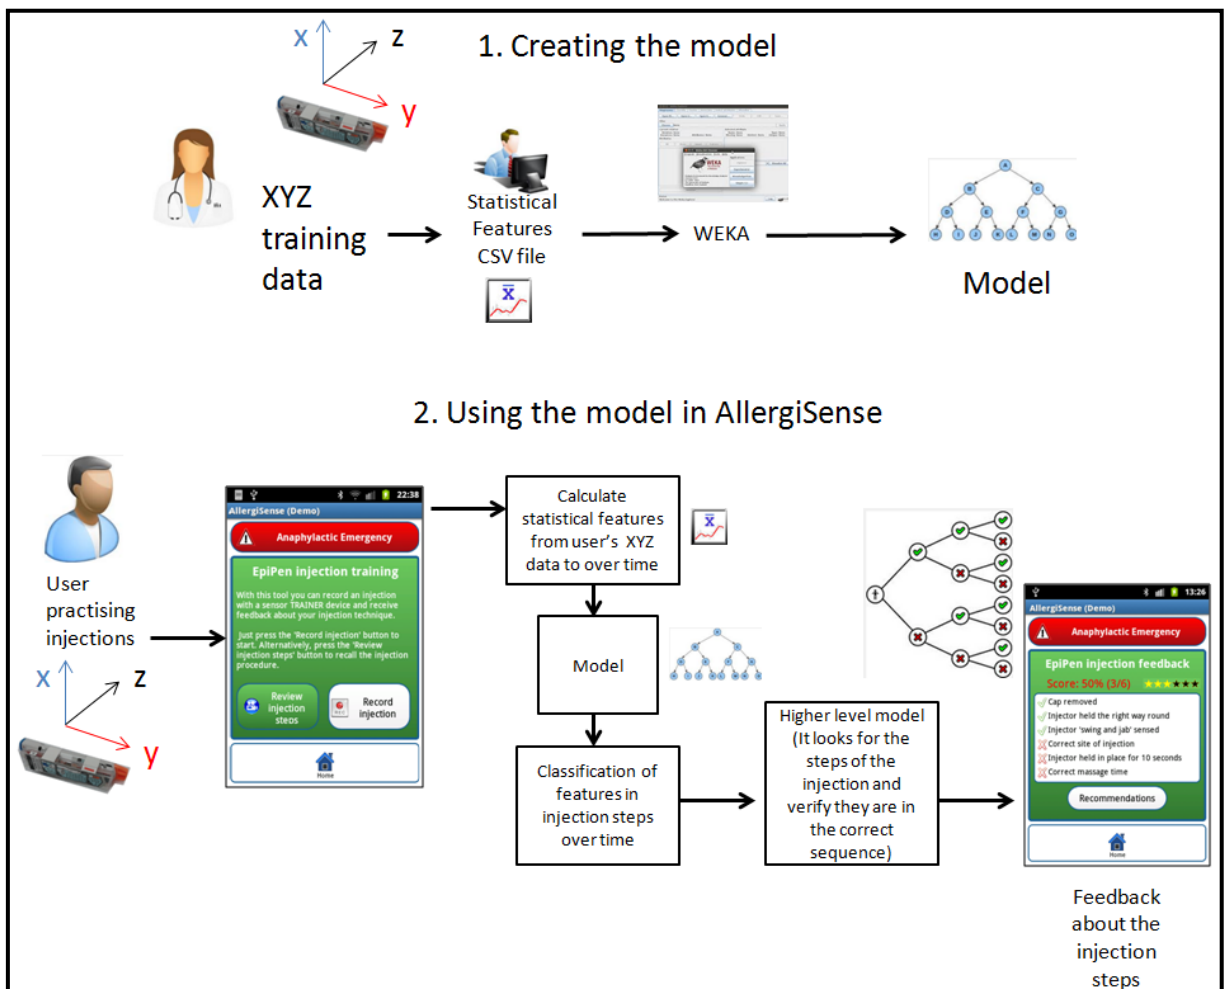 1. Creating the model
x
z
y
XYZ
training
data
Statistical
Features
CSV file
X
WEKA
WEKA
A
B
C
D
E
F
G
H
I
J
K
L
M
N
O
Model
2. Using the model in AllergiSense
User
practising
injections
x
z
y
22:38
AllergiSense (Demo)
Anaphylactic Emergency
EpiPen injection training
With this tool you can record an injection
with a sensor TRAINER device and receive
feedback about your injection technique.
Just press the 'Record injection' button to
start. Alternatively, press the 'Review
injection steps' button to recall the injection
procedure.
Review
injection
steps
Record
injection
Home
Calculate
statistical features
from user's XYZ
data to over time
X
Model
Classification of
features in
injection steps
over time
Higher level model
(It looks for the
steps of the
injection and
verify they are in
the correct
sequence)
13:26
AllergiSense (Demo)
Anaphylactic Emergency
EpiPen injection feedback
Score: 50% (3/6)
Cap removed
Injector held the right way round
Injector 'swing and jab' sensed
Correct site of injection
Injector held in place for 10 seconds
Correct massage time
Recommendations
Home
Feedback
about the
injection
steps